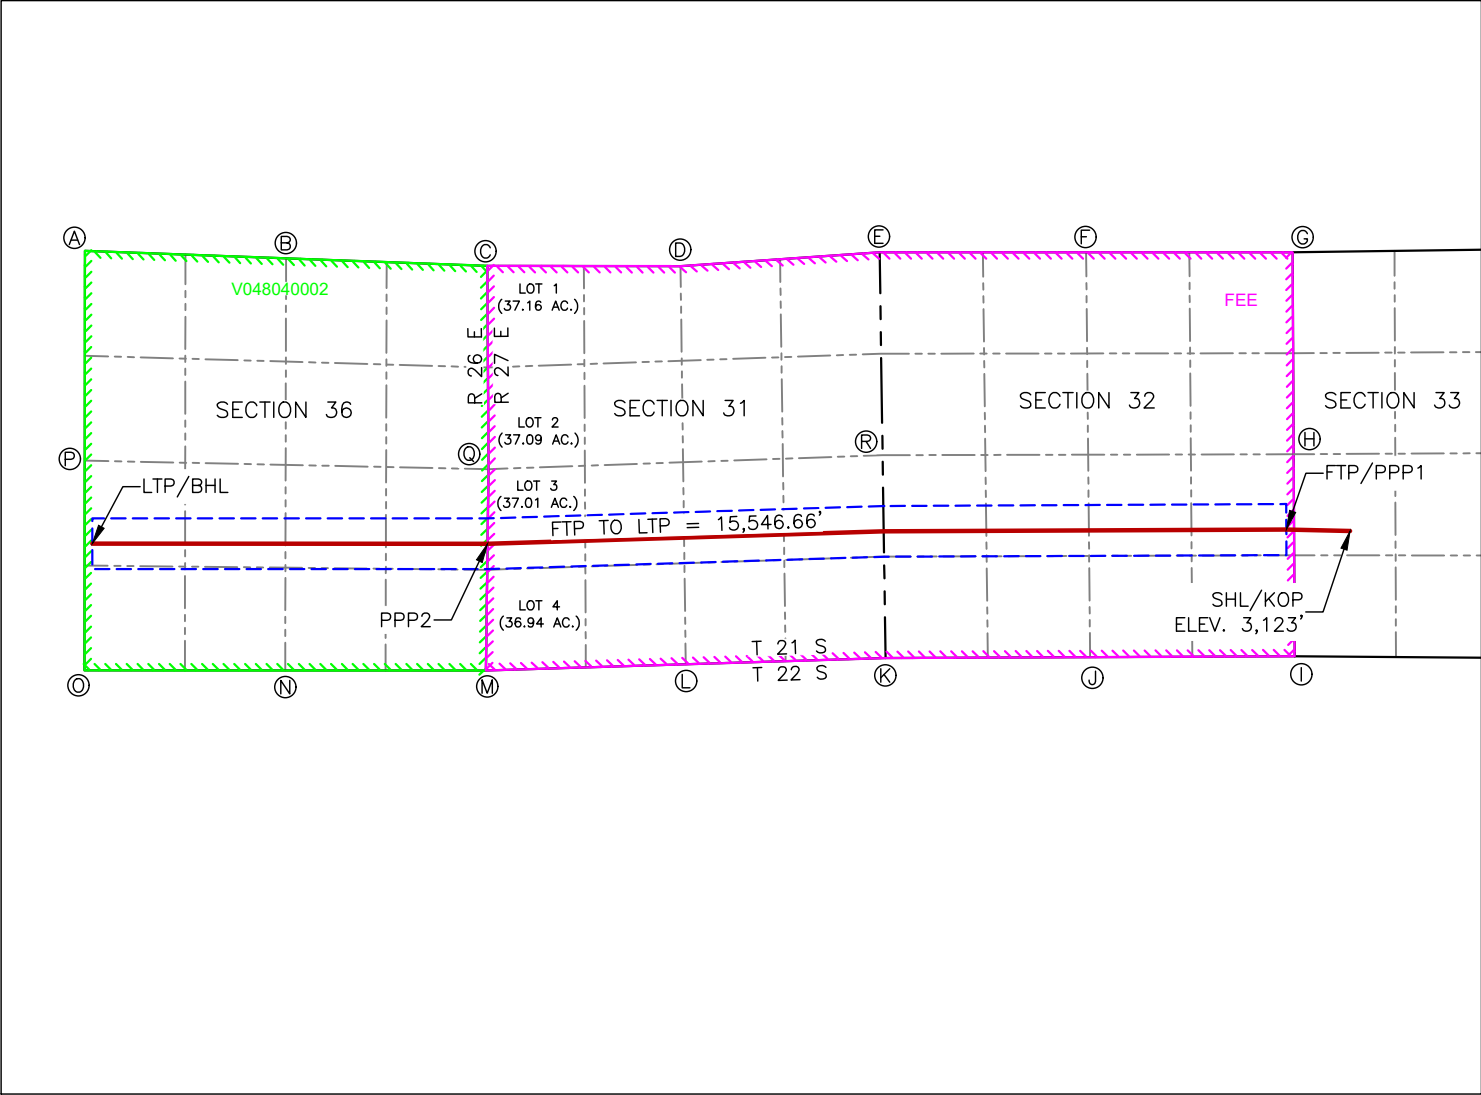 A
B
C
D
E
F
G
V048040002
LOT 1
(37.16 AC.)
FEE
R 26 E
R 27 E
SECTION 36
SECTION 31
SECTION 32
SECTION 33
LOT 2
(37.09 AC.)
P
Q
R
H
LTP/BHL
LOT 3
(37.01 AC.)
FTP/PPP1
FTP TO LTP = 15,546.66'
PPP2
LOT 4
(36.94 AC.)
SHL/KOP
ELEV. 3,123'
T 21 S
T 22 S
O
N
M
L
K
J
I